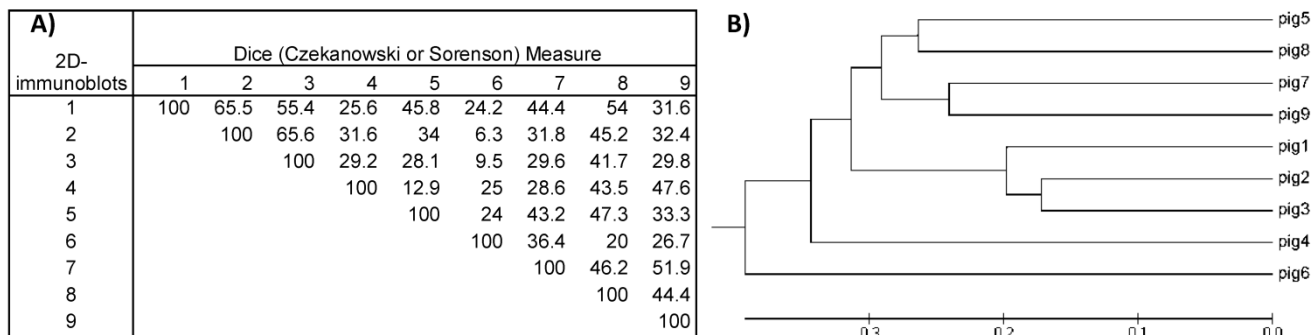 A)
2D-
immunoblots
Dice (Czekanowski or Sorenson) Measure
1 2 3 4 5 6 7 8 9
1 100 65.5 55.4 25.6 45.8 24.2 44.4 54 31.6
2 100 65.6 31.6 34 6.3 31.8 45.2 32.4
3 100 29.2 28.1 9.5 29.6 41.7 29.8
4 100 12.9 25 28.6 43.5 47.6
5 100 24 43.2 47.3 33.3
6 100 36.4 20 26.7
7 100 46.2 51.9
8 100 44.4
9 100
B)
pig5
pig8
pig7
pig9
pig1
pig2
pig3
pig4
pig6
0.3 0.2 0.1 0.0